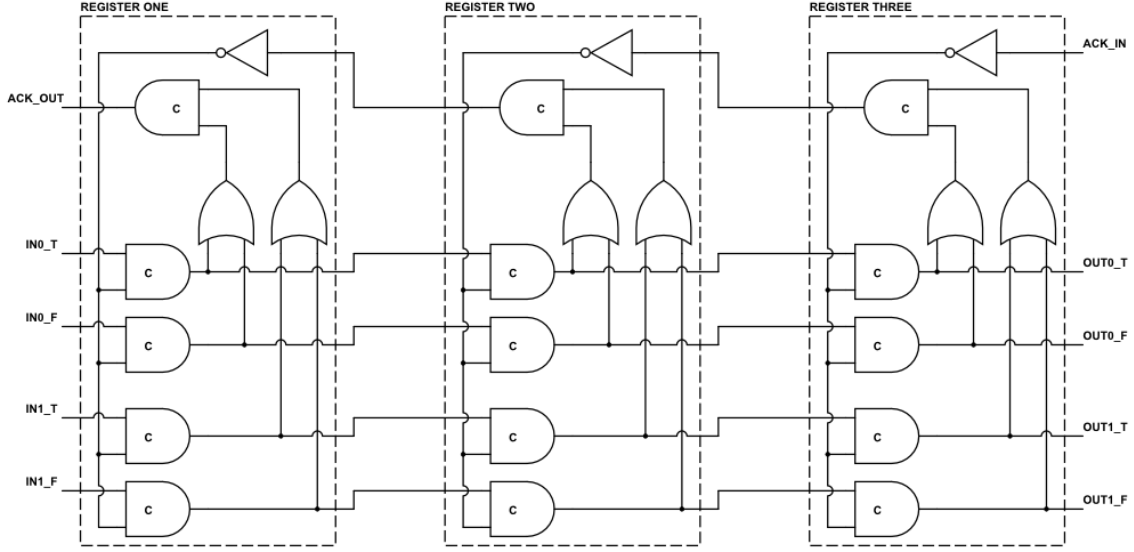 REGISTER ONE
REGISTER TWO
REGISTER THREE
ACK_IN
ACK_OUT
C
C
C
IN0_T
C
C
C
OUT0_T
IN0_F
C
C
C
OUT0_F
IN1_T
C
C
C
OUT1_T
IN1_F
C
C
C
OUT1_F